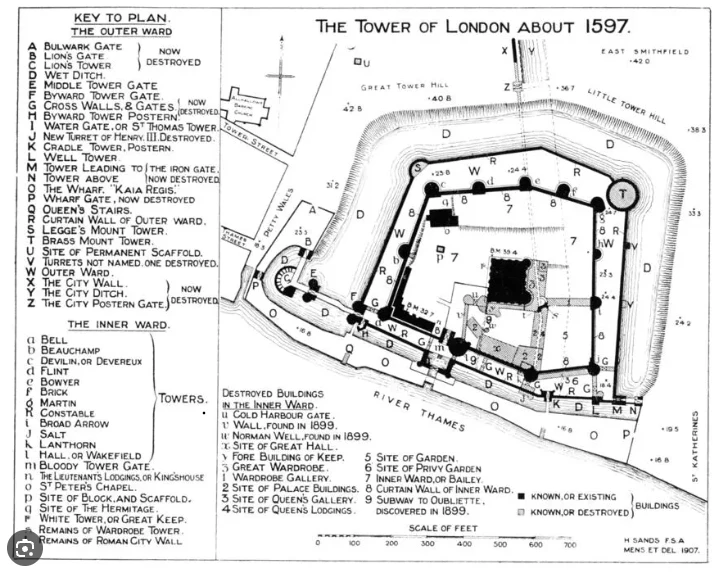 KEY TO PLAN.
THE OUTER WARD
A BULWARK GATE
B LION'S GATE
C LION'S TOWER
NOW DESTROYED
D WET DITCH.
E MIDDLE TOWER GATE
F BYWARD TOWER GATE.
G CROSS WALLS, & GATES.
H BYWARD TOWER POSTERN
NOW DESTROYED.
I WATER GATE, OR ST THOMAS TOWER.
J NEW TURRET OF HENRY. III. DESTROYED.
K CRADLE TOWER, POSTERN.
L WELL TOWER.
M TOWER LEADING TO
N TOWER ABOVE
THE IRON GATE,
NOW DESTROYED.
O THE WHARF. "KAIA REGIS."
P WHARF GATE, NOW DESTROYED
Q QUEEN'S STAIRS.
R CURTAIN WALL OF OUTER WARD.
S LEGGE'S MOUNT TOWER.
T BRASS MOUNT TOWER.
U SITE OF PERMANENT SCAFFOLD.
V TURRETS NOT NAMED. ONE DESTROYED.
W OUTER WARD.
X THE CITY WALL.
Y THE CITY DITCH.
Z THE CITY POSTERN GATE.
NOW DESTROYED
THE INNER WARD.
a BELL
b BEAUCHAMP
c DEVILIN, OR DEVEREUX
d FLINT
e BOWYER
f BRICK
g MARTIN
h CONSTABLE
i BROAD ARROW
j SALT
k LANTHORN
l HALL, OR WAKEFIELD
TOWERS.
m BLOODY TOWER GATE.
n THE LIEUTENANTS LODGINGS, OR KING'S HOUSE
o ST PETER'S CHAPEL.
p SITE OF BLOCK, AND SCAFFOLD.
q SITE OF THE HERMITAGE.
r WHITE TOWER, OR GREAT KEEP.
s REMAINS OF WARDROBE TOWER.
REMAINS OF ROMAN CITY WALL
THE TOWER OF LONDON ABOUT 1597.
EAST SMITHFIELD
GREAT TOWER HILL
LITTLE TOWER HILL
ALLHALLOWS BARKING CHURCH
TOWER STREET
PETTY WALES
THAMES STREET
RIVER THAMES
ST KATHERINES
DESTROYED BUILDINGS
IN THE INNER WARD.
u COLD HARBOUR GATE.
v WALL, FOUND IN 1899.
w NORMAN WELL, FOUND IN 1899.
x SITE OF GREAT HALL.
y FORE BUILDING OF KEEP.
z GREAT WARDROBE.
1 WARDROBE GALLERY.
2 SITE OF PALACE BUILDINGS.
3 SITE OF QUEEN'S GALLERY.
4 SITE OF QUEEN'S LODGINGS.
5 SITE OF GARDEN.
6 SITE OF PRIVY GARDEN
7 INNER WARD, OR BAILEY.
8 CURTAIN WALL OF INNER WARD.
9 SUBWAY TO OUBLIETTE,
DISCOVERED IN 1899.
KNOWN, OR EXISTING
KNOWN, OR DESTROYED
BUILDINGS
SCALE OF FEET
0 100 200 300 400 500 600 700
H SANDS F.S.A
MENS ET DEL 1907.